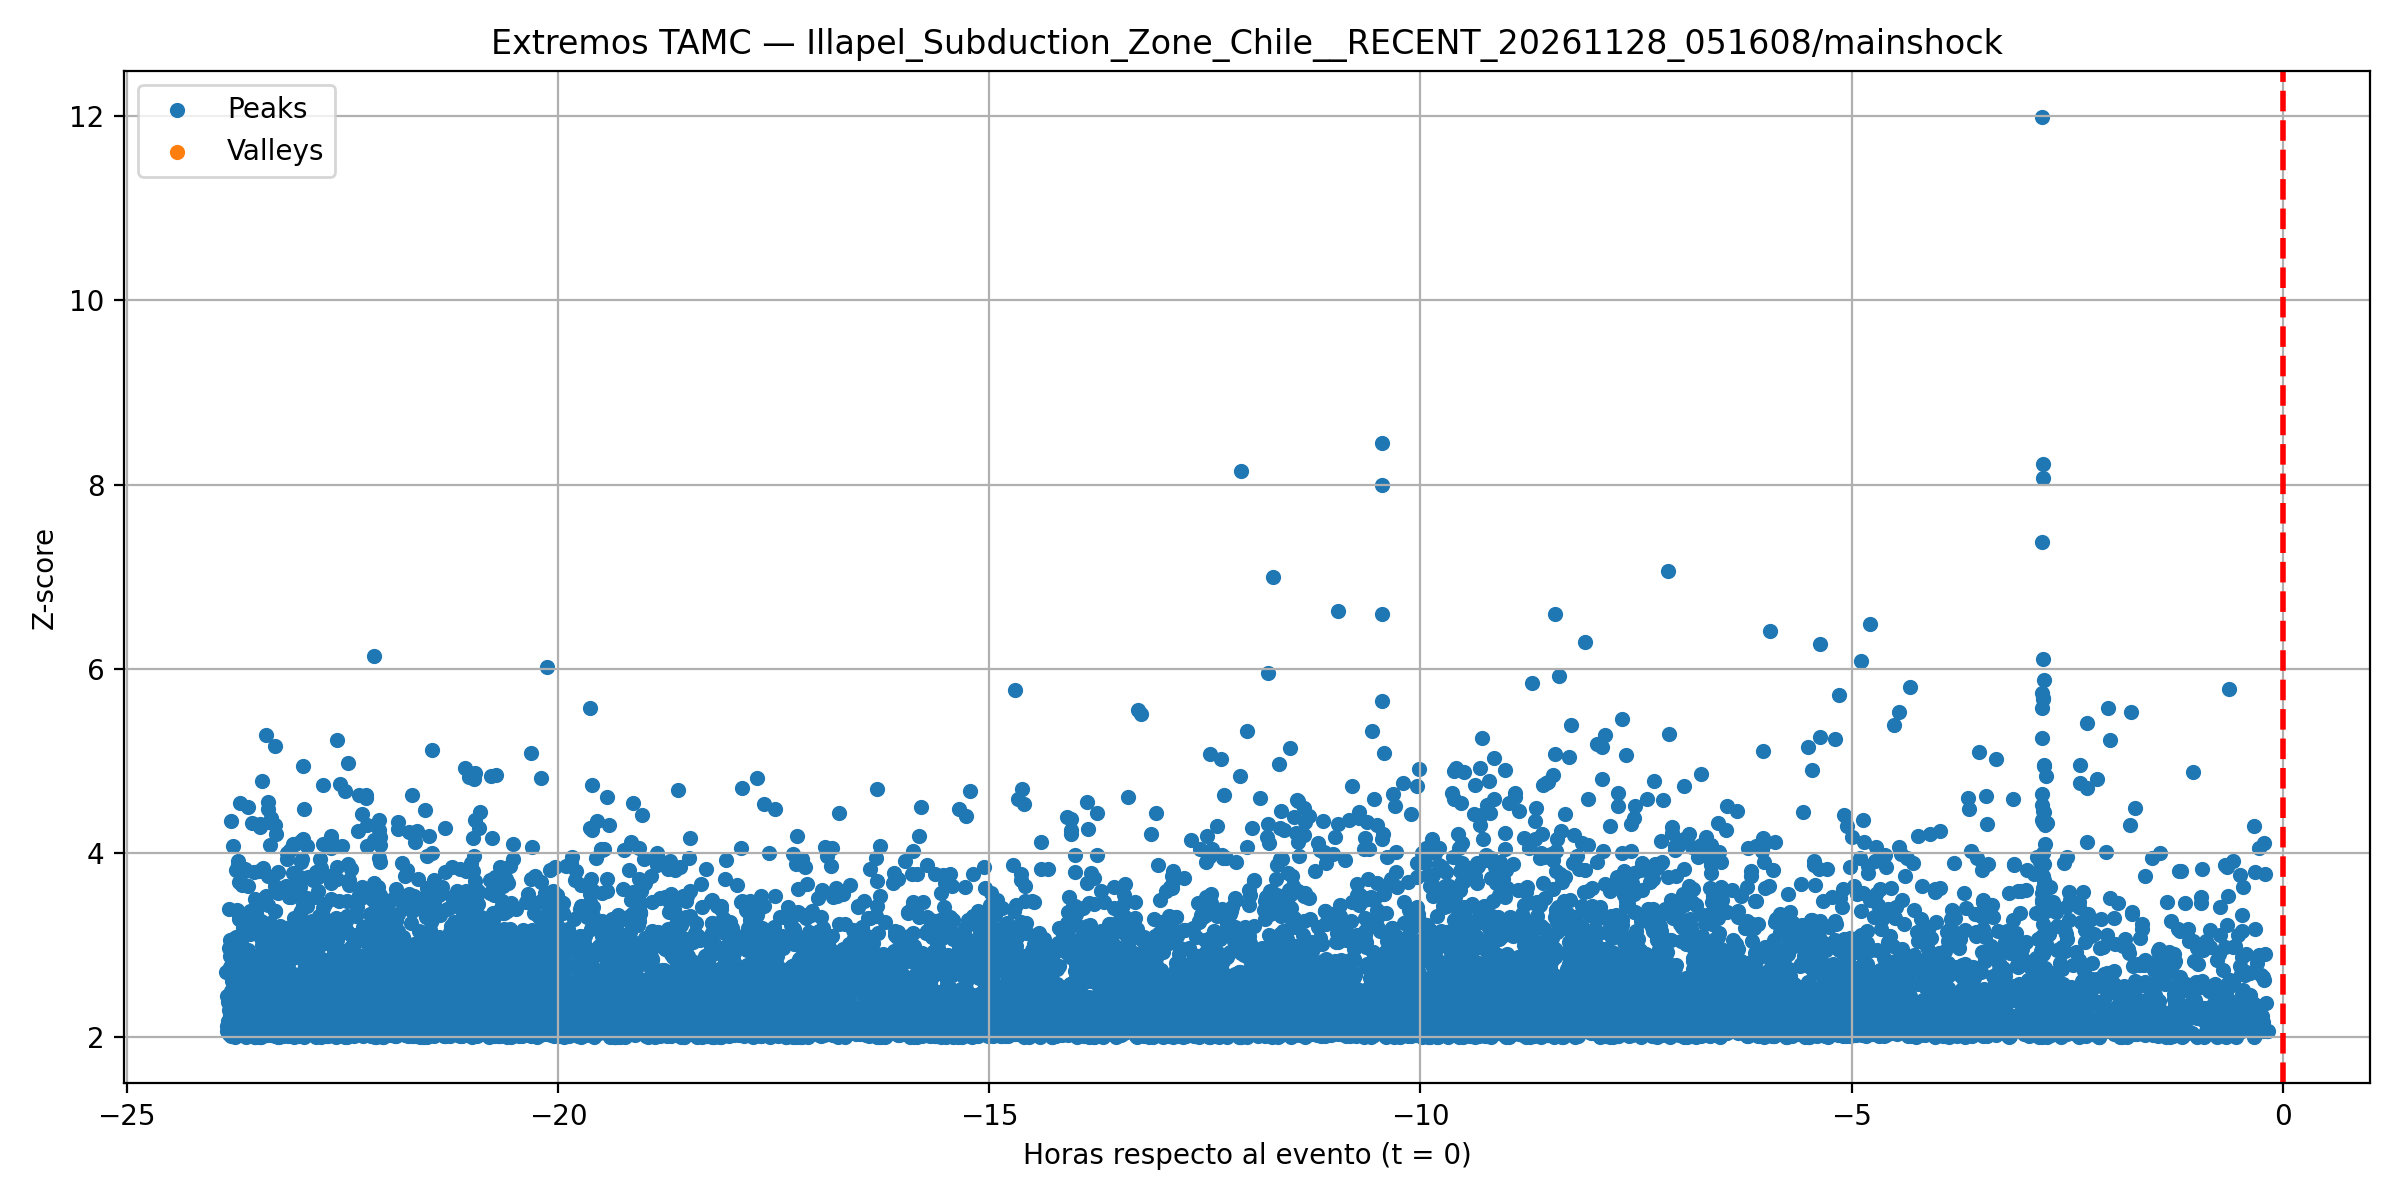 Extremos TAMC — Illapel_Subduction_Zone_Chile__RECENT_20261128_051608/mainshock
Peaks
Valleys
12
10
8
6
4
2
Z-score
−25
−20
−15
−10
−5
0
Horas respecto al evento (t = 0)